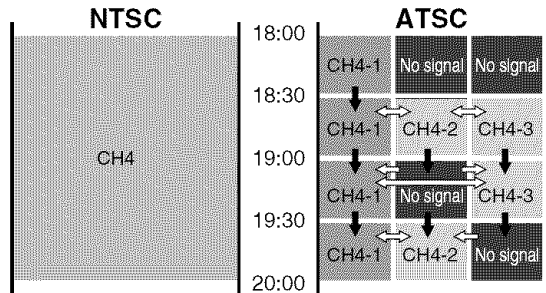 NTSC ATSC
18:00
CH4-1 No signal No signal
18:30
CH4-1 CH4-2 CH4-3
CH4
19:00
CH4-1 No signal CH4-3
19:30
CH4-1 CH4-2 No signal
20:00